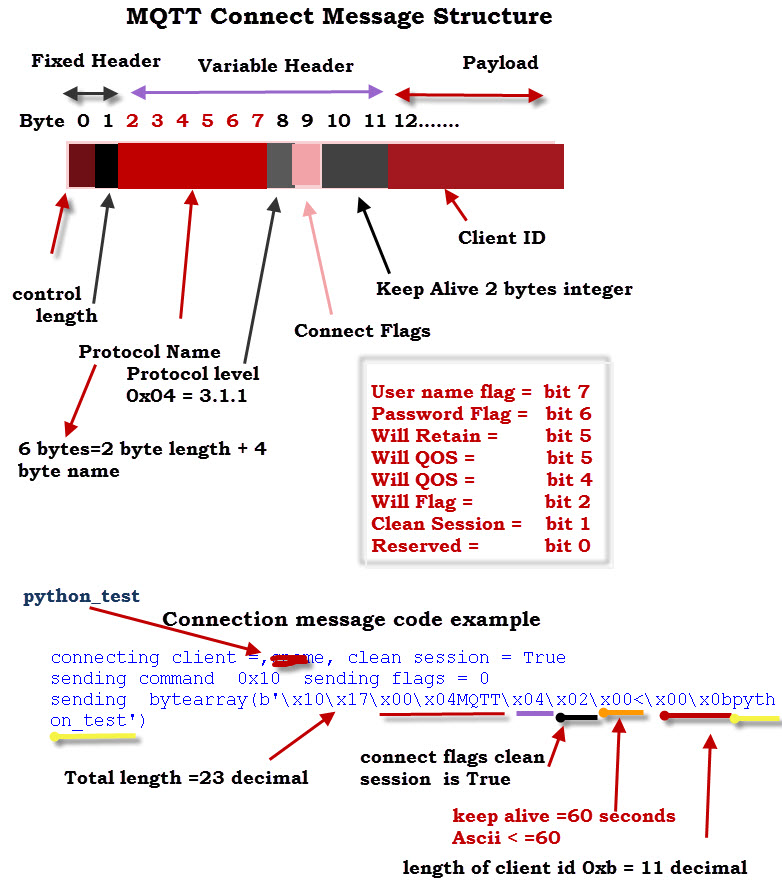 MQTT Connect Message Structure
Fixed Header
Variable Header
Payload
Byte 0 1 2 3 4 5 6 7 8 9 10 11 12.......
Client ID
Keep Alive 2 bytes integer
control
length
Connect Flags
Protocol Name
Protocol level
0x04 = 3.1.1
6 bytes=2 byte length + 4
byte name
User name flag = bit 7
Password Flag = bit 6
Will Retain = bit 5
Will QOS = bit 5
Will QOS = bit 4
Will Flag = bit 2
Clean Session = bit 1
Reserved = bit 0
python_test
Connection message code example
connecting client =, , clean session = True
sending command 0x10 sending flags = 0
sending bytearray(b'\x10\x17\x00\x04MQTT\x04\x02\x00<\x00\x0bpyth
on_test')
Total length =23 decimal
connect flags clean
session is True
keep alive =60 seconds
Ascii < =60
length of client id 0xb = 11 decimal